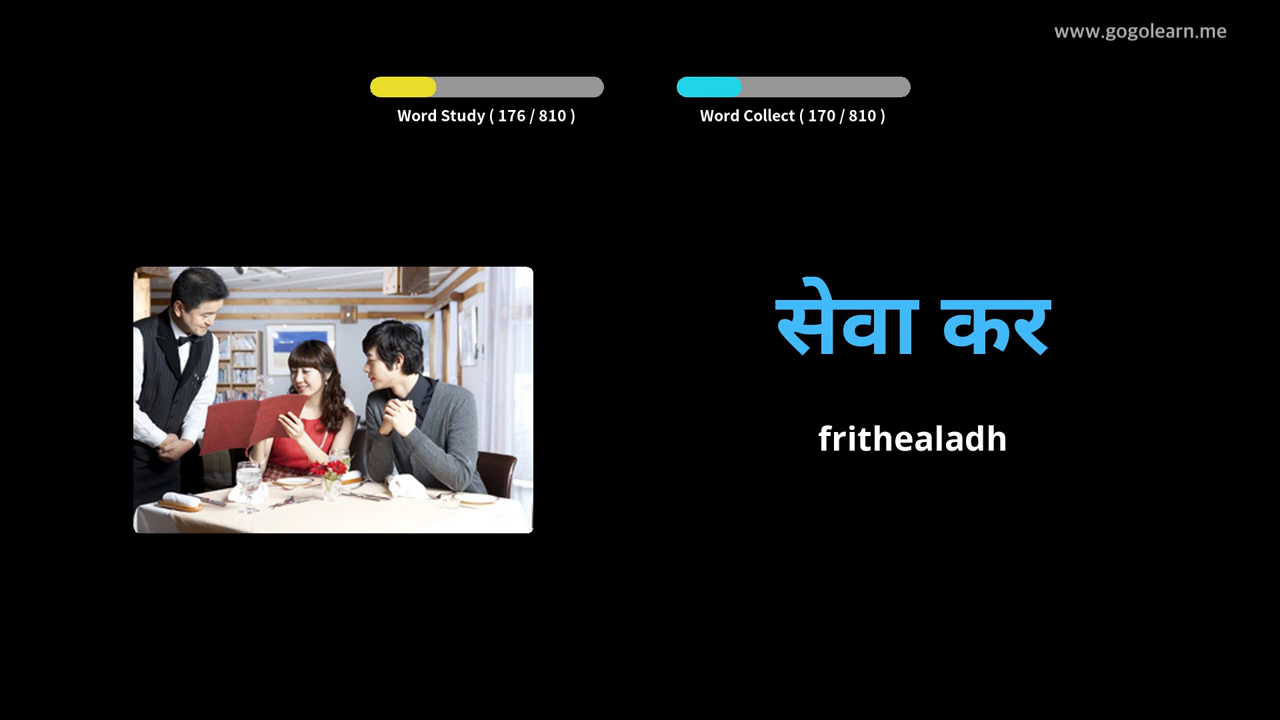 www.gogolearn.me
Word Study ( 176 / 810 )
Word Collect ( 170 / 810 )
सेवा कर
frithealadh